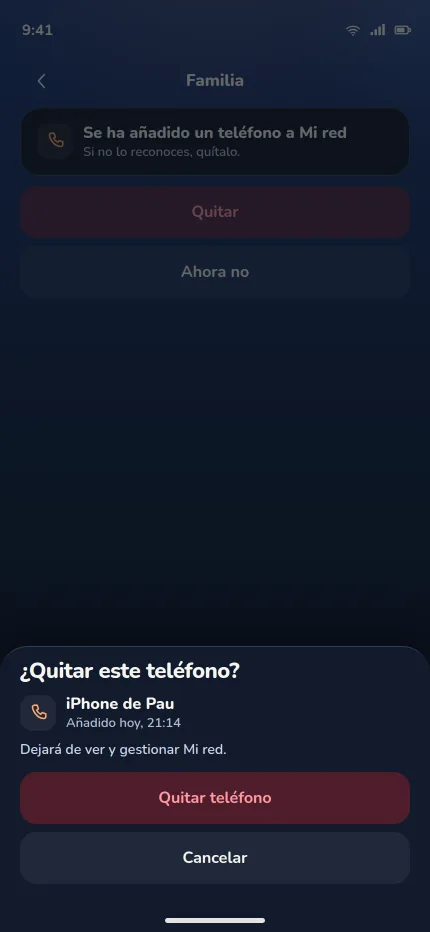 9:41
Familia
Se ha añadido un teléfono a Mi red
Si no lo reconoces, quítalo.
Quitar
Ahora no
¿Quitar este teléfono?
iPhone de Pau
Añadido hoy, 21:14
Dejará de ver y gestionar Mi red.
Quitar teléfono
Cancelar